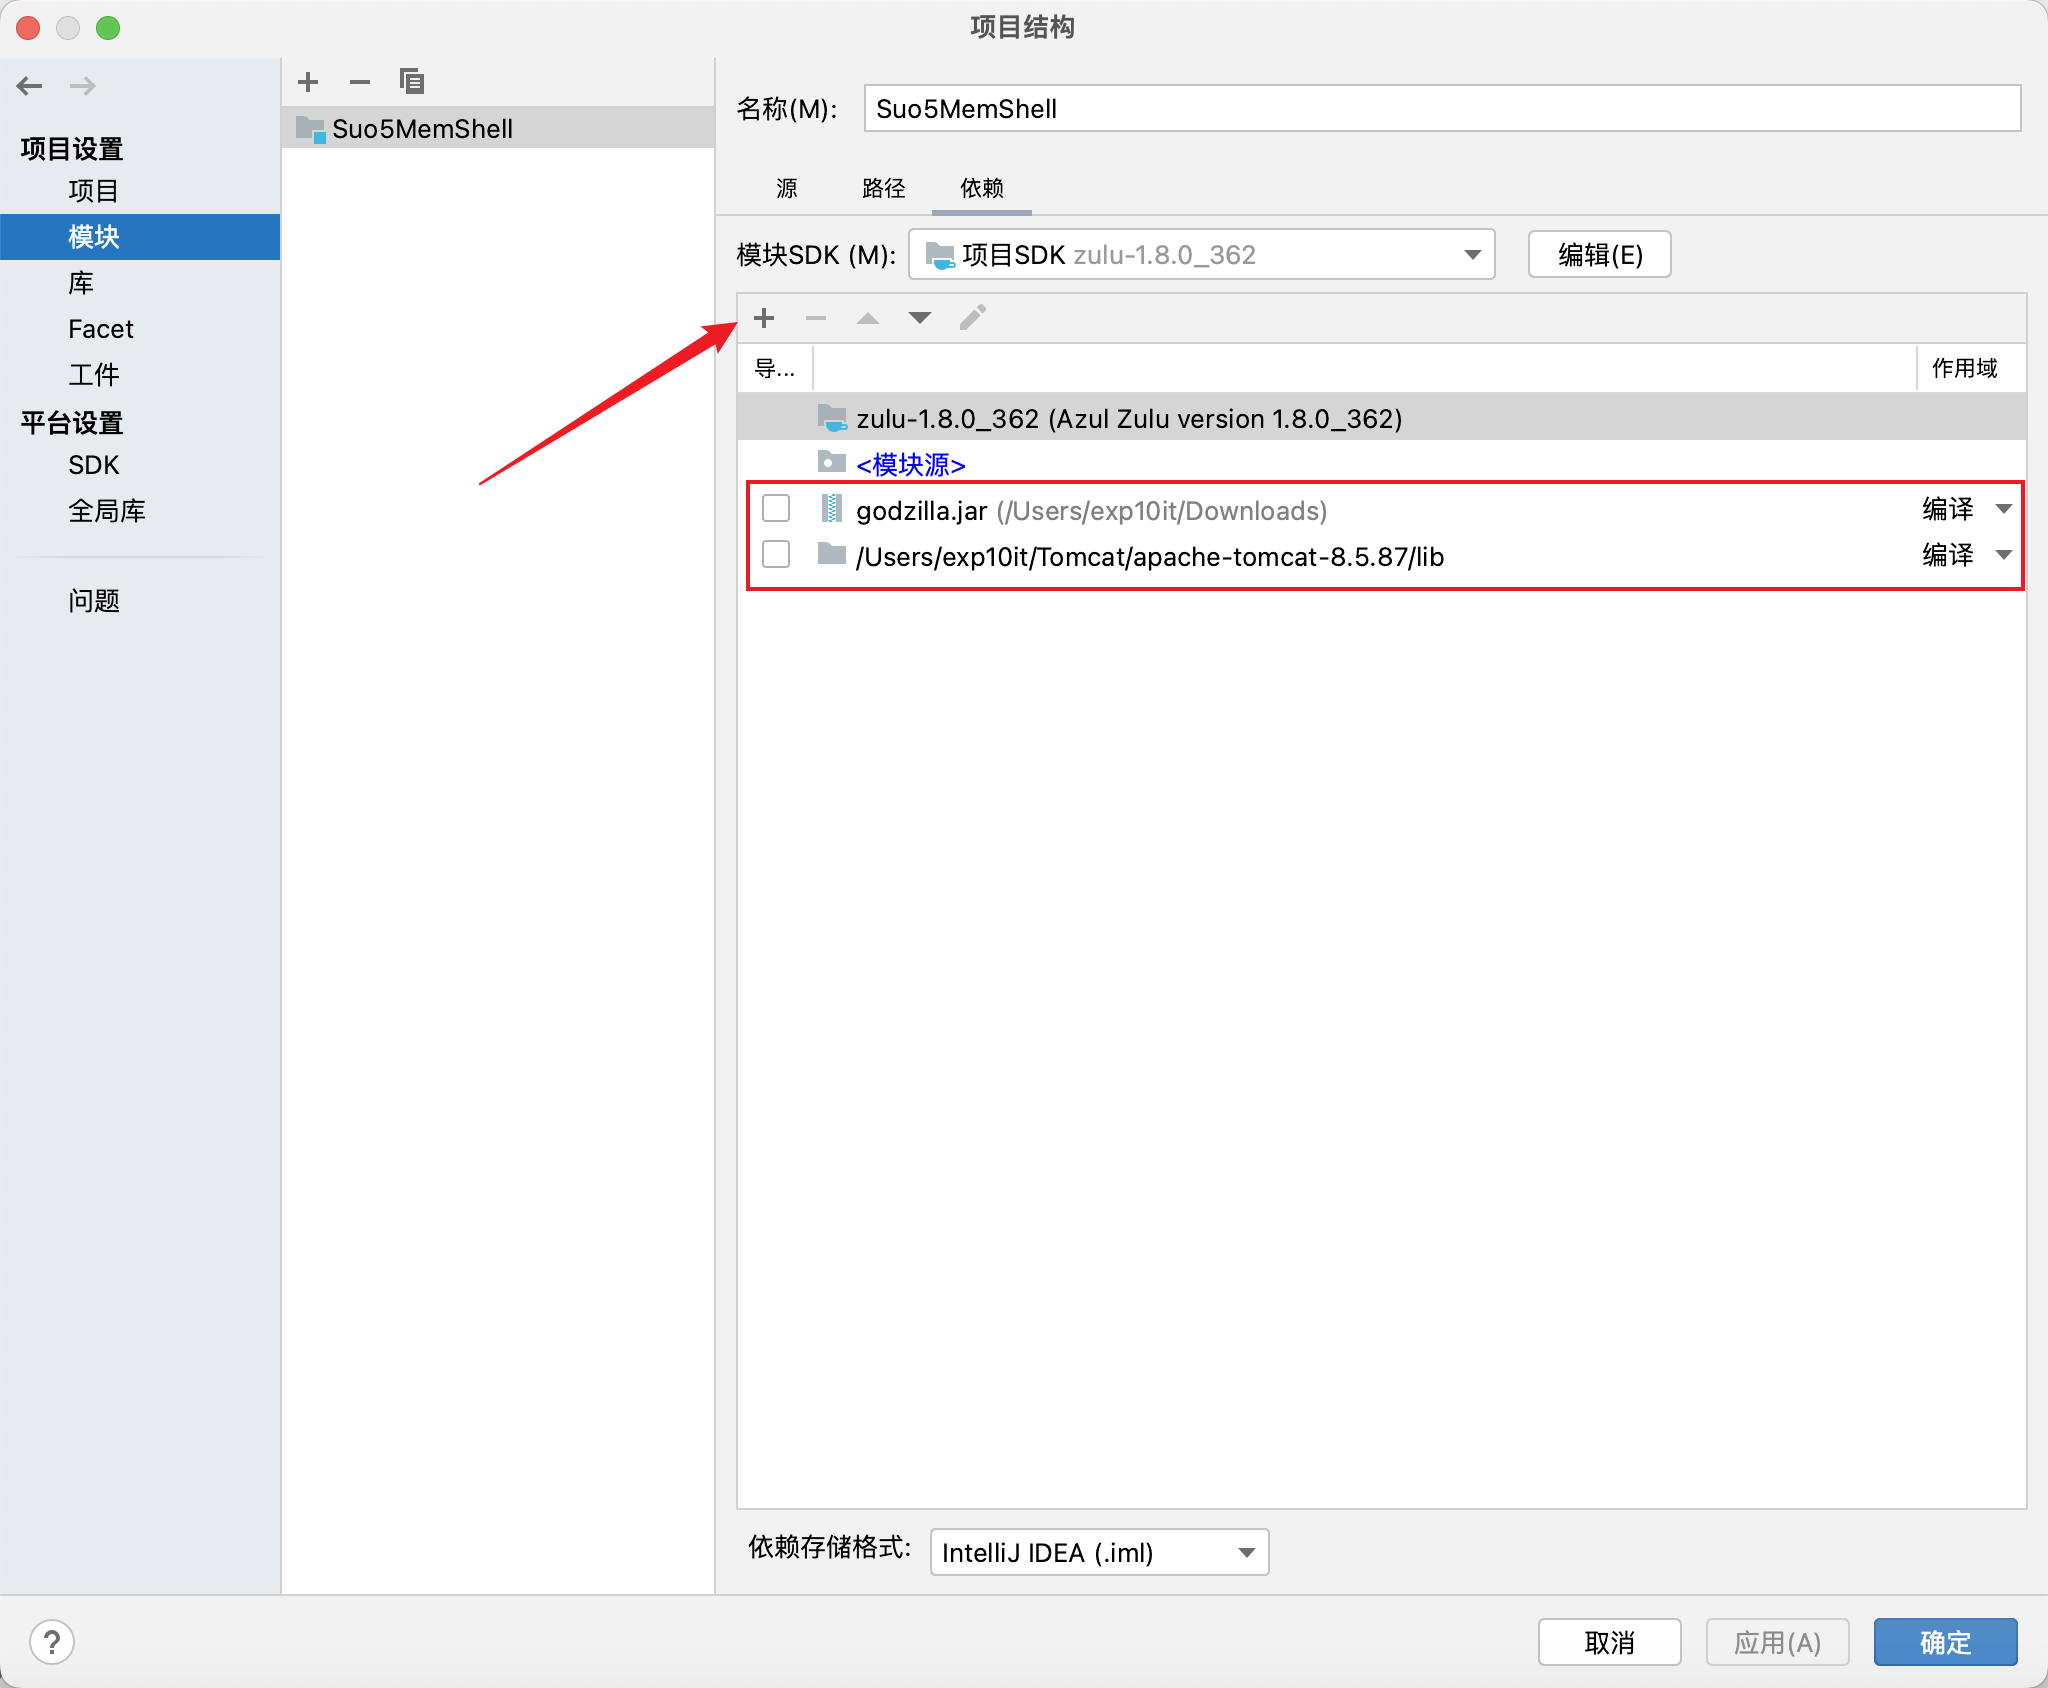 项目结构
项目设置
项目
模块
库
Facet
工件
平台设置
SDK
全局库
问题
Suo5MemShell
名称(M): Suo5MemShell
源 路径 依赖
模块SDK (M): 项目SDK zulu-1.8.0_362 编辑(E)
导... 作用域
zulu-1.8.0_362 (Azul Zulu version 1.8.0_362)
<模块源>
godzilla.jar (/Users/exp10it/Downloads) 编译
/Users/exp10it/Tomcat/apache-tomcat-8.5.87/lib 编译
依赖存储格式: IntelliJ IDEA (.iml)
? 取消 应用(A) 确定